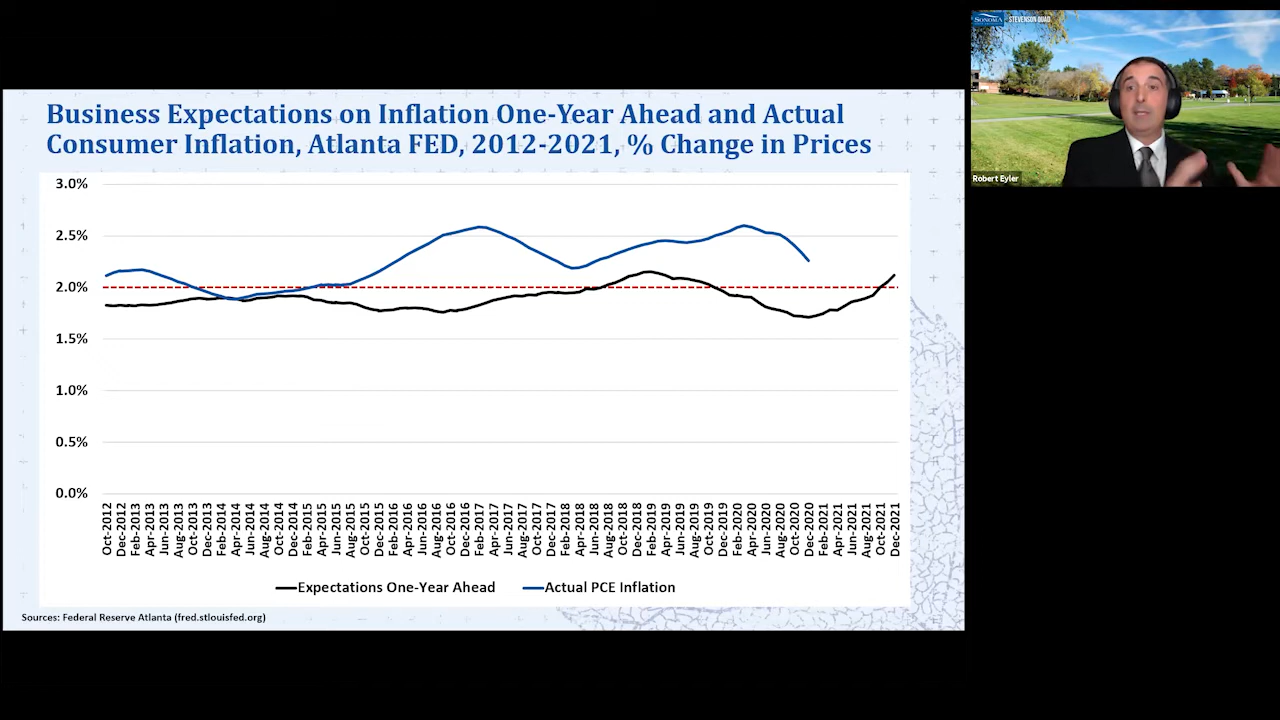 SONOMA
STEVENSON QUAD
Robert Eyler
Business Expectations on Inflation One-Year Ahead and Actual
Consumer Inflation, Atlanta FED, 2012-2021, % Change in Prices
3.0%
2.5%
2.0%
1.5%
1.0%
0.5%
0.0%
Oct-2012
Dec-2012
Feb-2013
Apr-2013
Jun-2013
Aug-2013
Oct-2013
Dec-2013
Feb-2014
Apr-2014
Jun-2014
Aug-2014
Oct-2014
Dec-2014
Feb-2015
Apr-2015
Jun-2015
Aug-2015
Oct-2015
Dec-2015
Feb-2016
Apr-2016
Jun-2016
Aug-2016
Oct-2016
Dec-2016
Feb-2017
Apr-2017
Jun-2017
Aug-2017
Oct-2017
Dec-2017
Feb-2018
Apr-2018
Jun-2018
Aug-2018
Oct-2018
Dec-2018
Feb-2019
Apr-2019
Jun-2019
Aug-2019
Oct-2019
Dec-2019
Feb-2020
Apr-2020
Jun-2020
Aug-2020
Oct-2020
Dec-2020
Feb-2021
Apr-2021
Jun-2021
Aug-2021
Oct-2021
Dec-2021
Expectations One-Year Ahead
Actual PCE Inflation
Sources: Federal Reserve Atlanta (fred.stlouisfed.org)